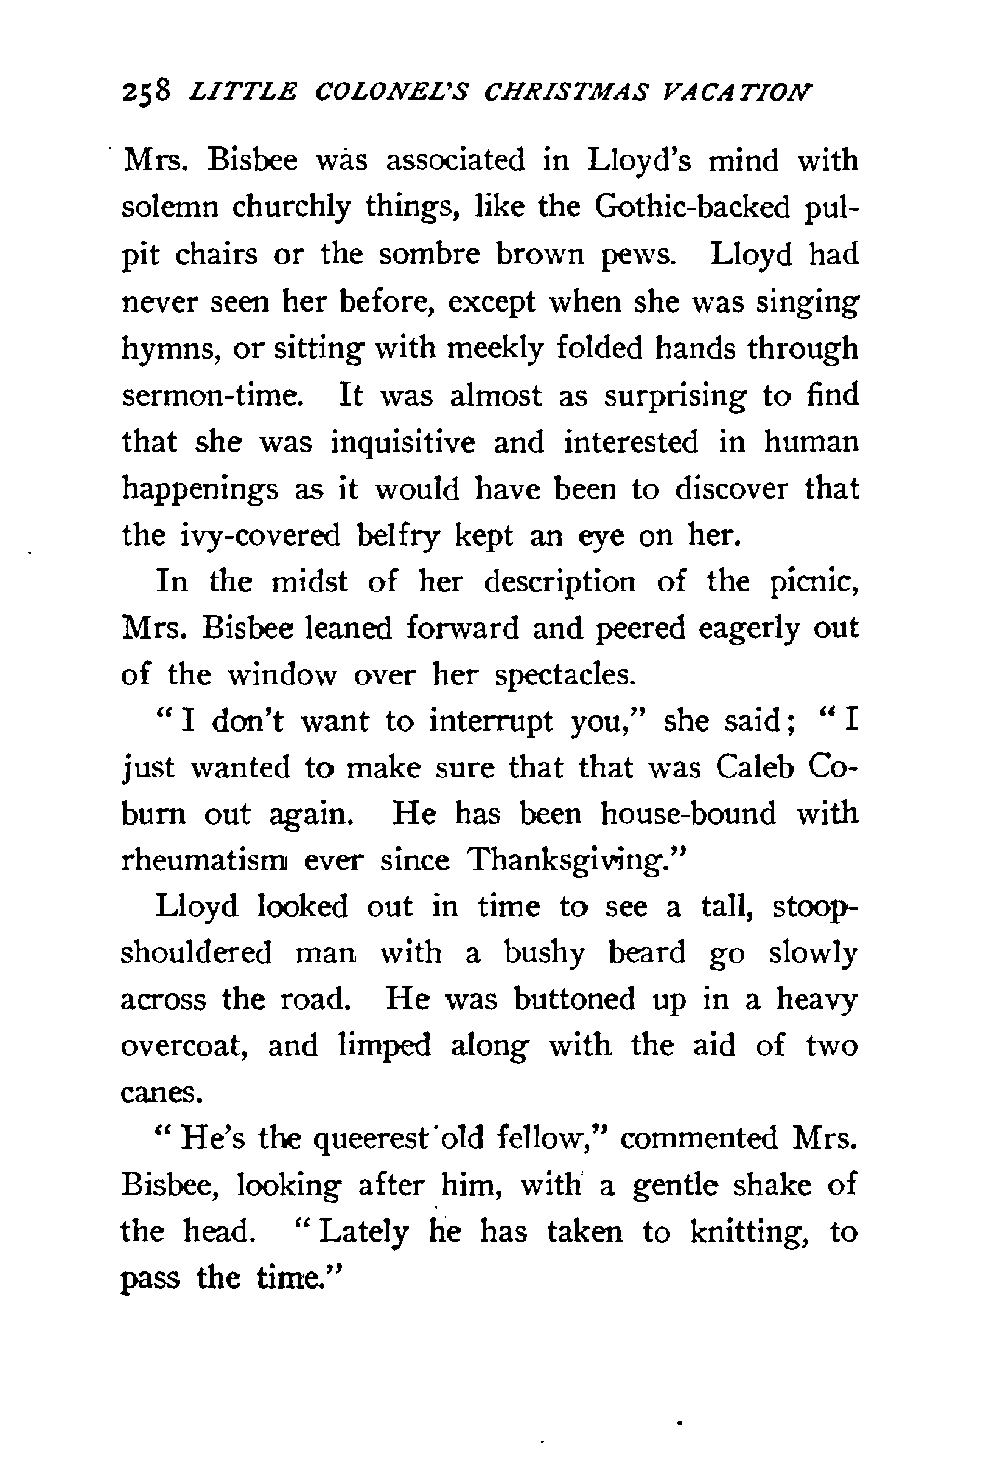 258 LITTLE COLONEL'S CHRISTMAS VACATION
Mrs. Bisbee was associated in Lloyd's mind with
solemn churchly things, like the Gothic-backed pul-
pit chairs or the sombre brown pews. Lloyd had
never seen her before, except when she was singing
hymns, or sitting with meekly folded hands through
sermon-time. It was almost as surprising to find
that she was inquisitive and interested in human
happenings as it would have been to discover that
the ivy-covered belfry kept an eye on her.
In the midst of her description of the picnic,
Mrs. Bisbee leaned forward and peered eagerly out
of the window over her spectacles.
"I don't want to interrupt you," she said; "I
just wanted to make sure that that was Caleb Co-
burn out again. He has been house-bound with
rheumatism ever since Thanksgiving."
Lloyd looked out in time to see a tall, stoop-
shouldered man with a bushy beard go slowly
across the road. He was buttoned up in a heavy
overcoat, and limped along with the aid of two
canes.
"He's the queerest old fellow," commented Mrs.
Bisbee, looking after him, with a gentle shake of
the head. "Lately he has taken to knitting, to
pass the time."